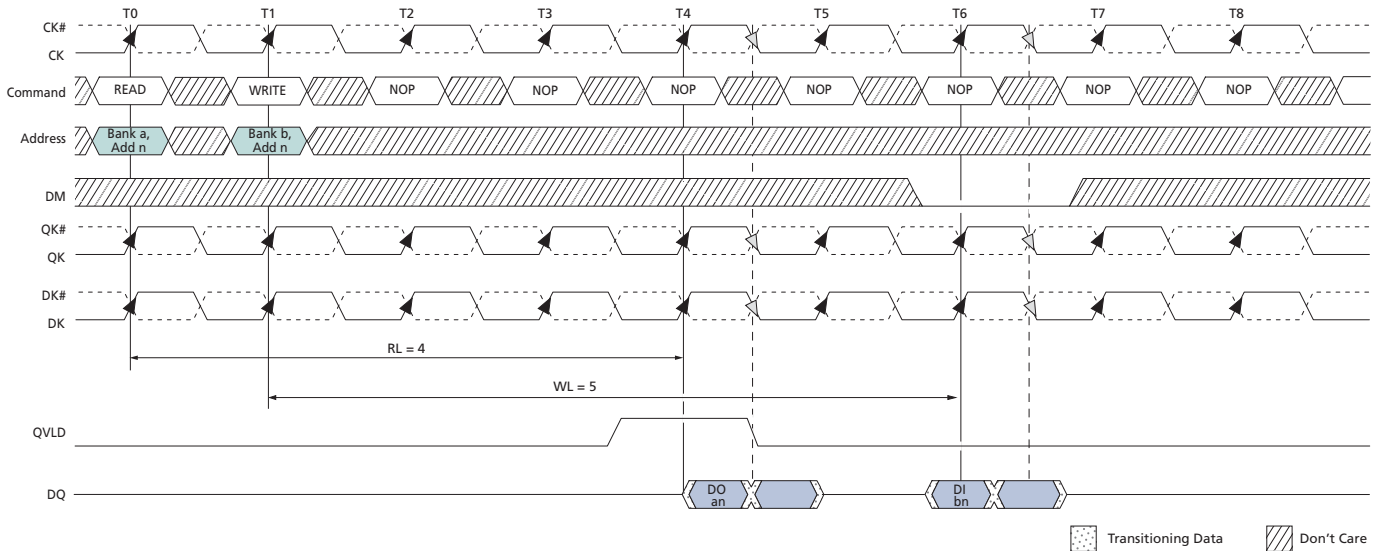 T0 T1 T2 T3 T4 T5 T6 T7 T8
CK#
CK
Command READ WRITE NOP NOP NOP NOP NOP NOP NOP
Address Bank a, Bank b,
Add n Add n
DM
QK#
QK
DK#
DK
RL = 4
WL = 5
QVLD
DQ DO DI
an bn
Transitioning Data Don't Care